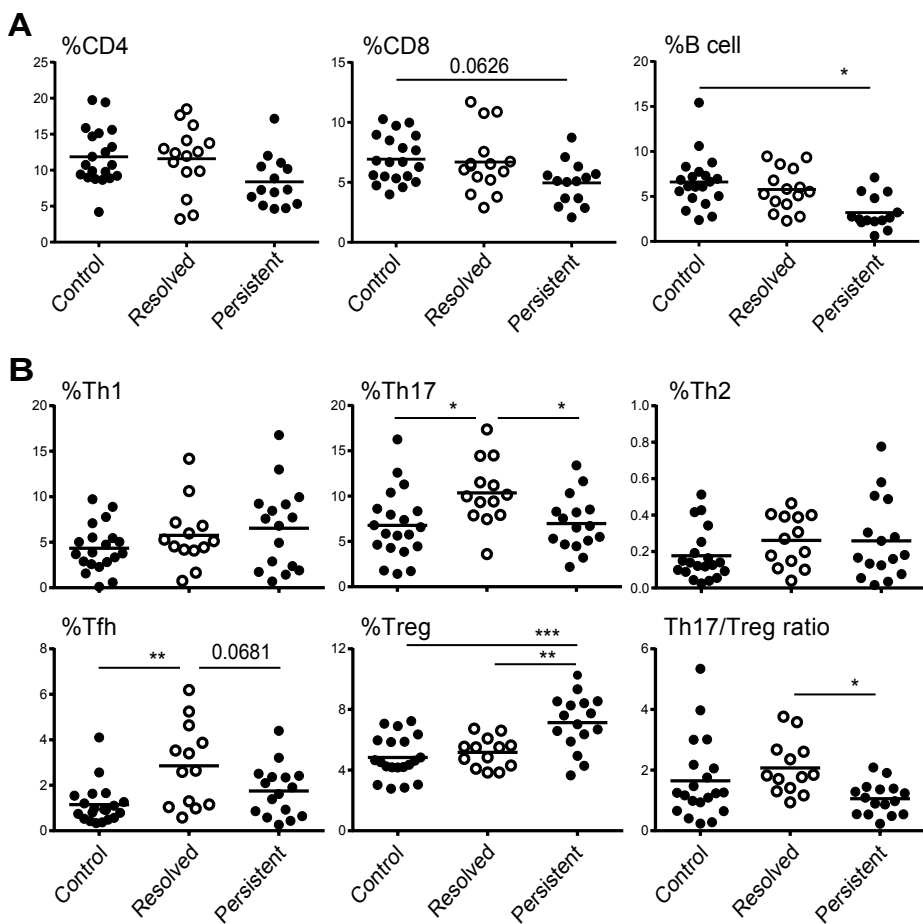 A
%CD4
25
20
15
10
5
0
Control
Resolved
Persistent
%CD8
0.0626
15
10
5
0
Control
Resolved
Persistent
%B cell
*
20
15
10
5
0
Control
Resolved
Persistent
B
%Th1
20
15
10
5
0
%Th17
* *
20
15
10
5
0
%Th2
1.0
0.8
0.6
0.4
0.2
0.0
%Tfh
** 0.0681
8
6
4
2
0
Control
Resolved
Persistent
%Treg
***
**
12
8
4
0
Control
Resolved
Persistent
Th17/Treg ratio
*
6
4
2
0
Control
Resolved
Persistent